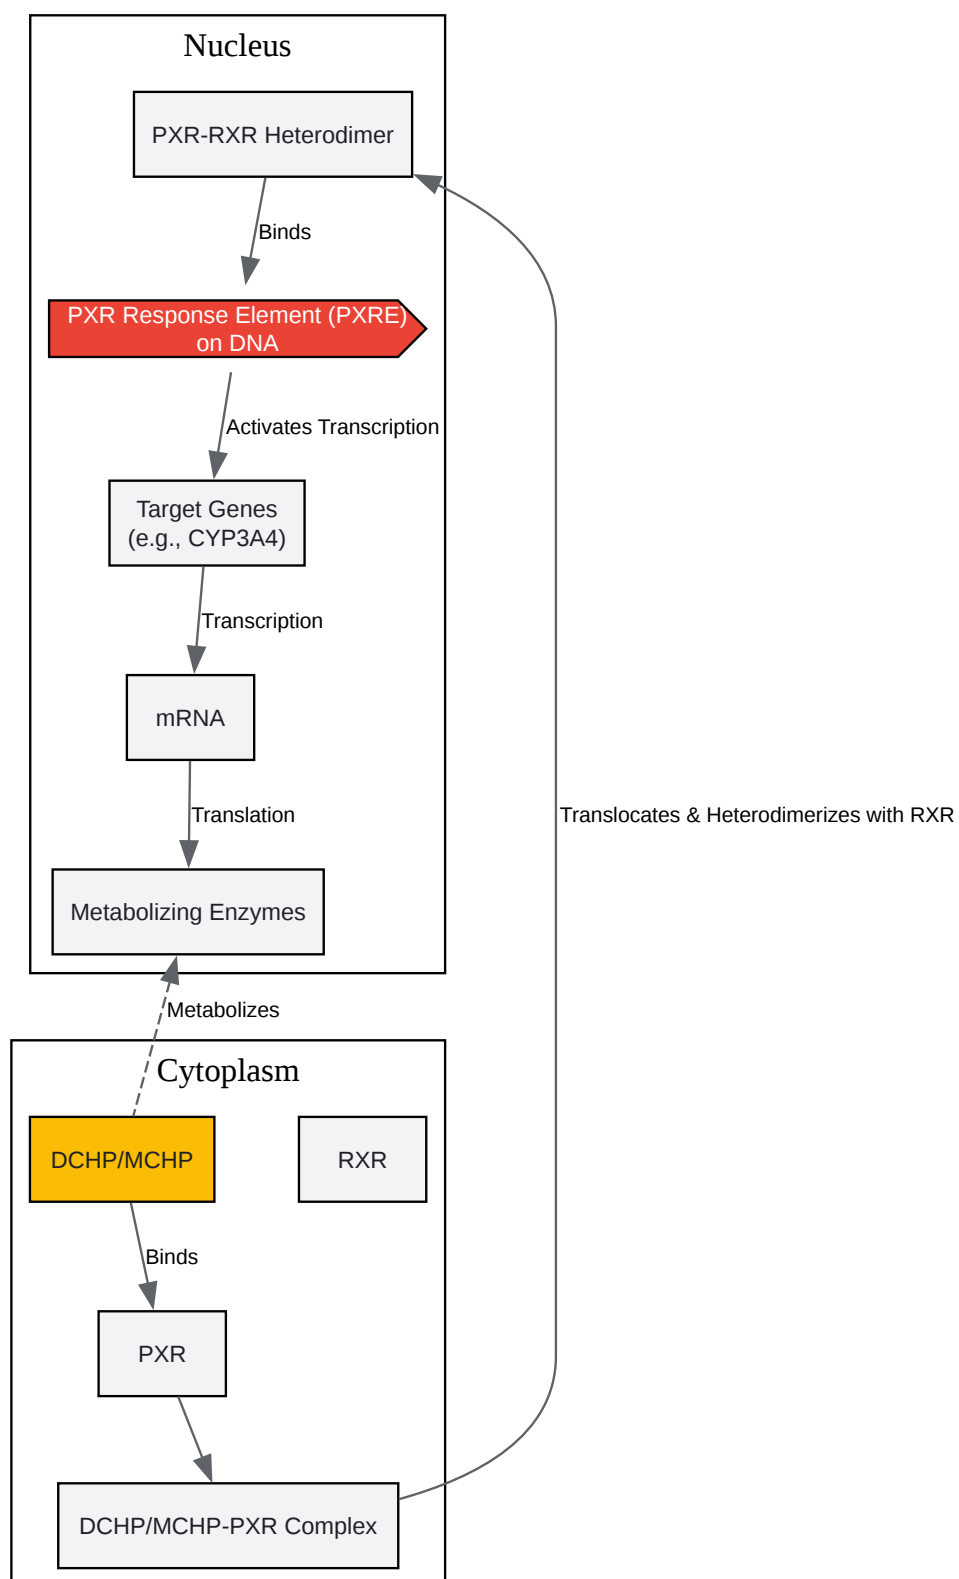 Nucleus
PXR-RXR Heterodimer
Binds
PXR Response Element (PXRE)
on DNA
Activates Transcription
Target Genes
(e.g., CYP3A4)
Transcription
mRNA
Translation
Translocates & Heterodimerizes with RXR
Metabolizing Enzymes
Metabolizes
Cytoplasm
DCHP/MCHP
RXR
Binds
PXR
DCHP/MCHP-PXR Complex